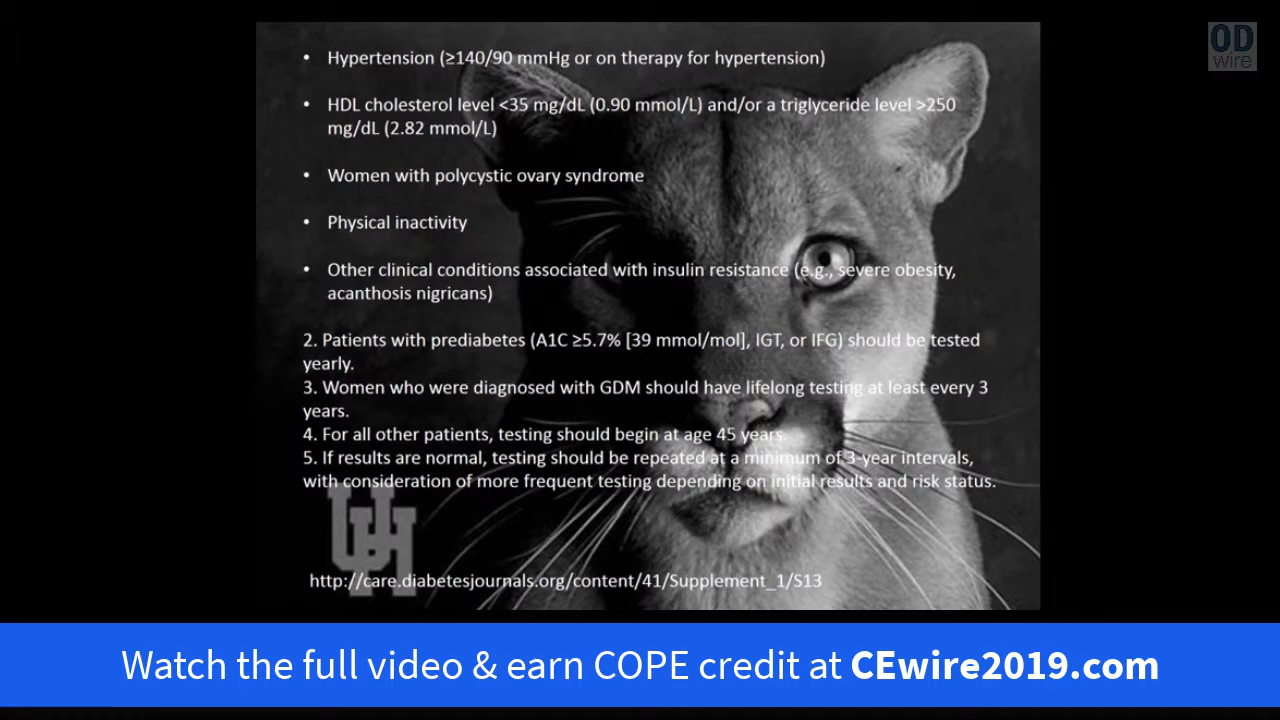 OD
wire
• Hypertension (≥140/90 mmHg or on therapy for hypertension)
• HDL cholesterol level <35 mg/dL (0.90 mmol/L) and/or a triglyceride level >250
mg/dL (2.82 mmol/L)
• Women with polycystic ovary syndrome
• Physical inactivity
• Other clinical conditions associated with insulin resistance (e.g., severe obesity,
acanthosis nigricans)
2. Patients with prediabetes (A1C ≥5.7% [39 mmol/mol], IGT, or IFG) should be tested
yearly.
3. Women who were diagnosed with GDM should have lifelong testing at least every 3
years.
4. For all other patients, testing should begin at age 45 years.
5. If results are normal, testing should be repeated at a minimum of 3-year intervals,
with consideration of more frequent testing depending on initial results and risk status.
UH
http://care.diabetesjournals.org/content/41/Supplement_1/S13
Watch the full video & earn COPE credit at CEwire2019.com